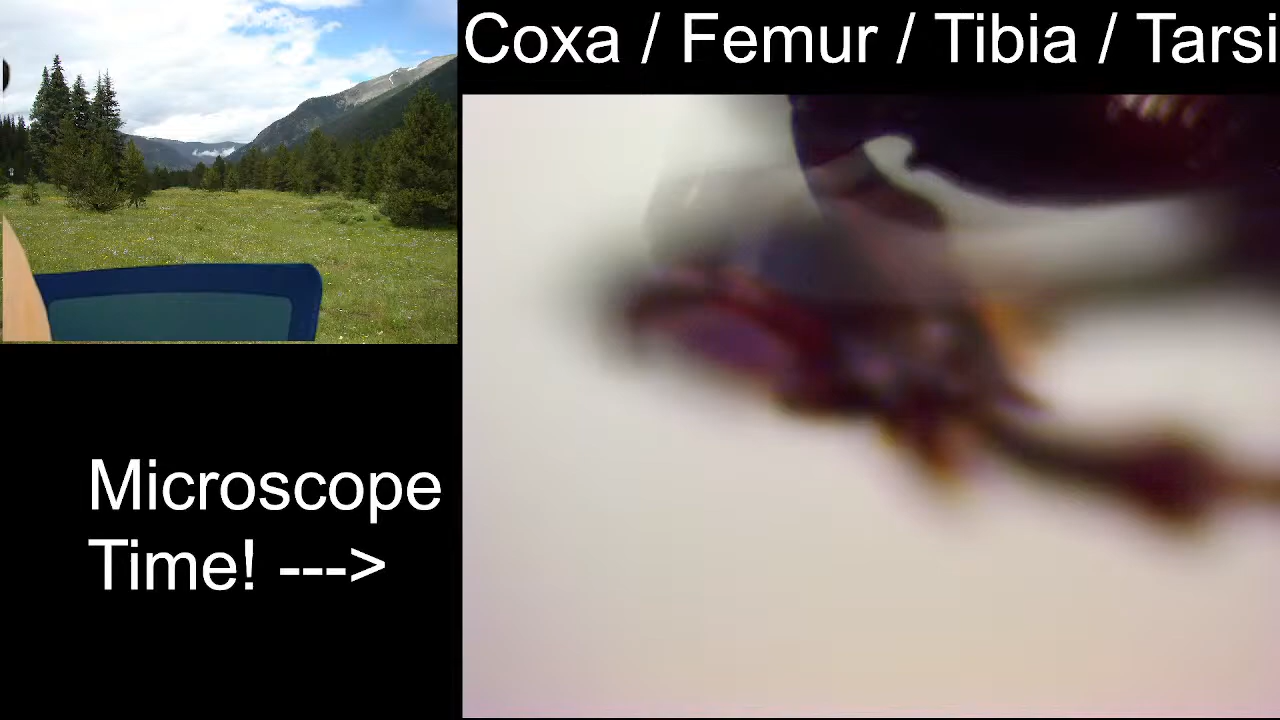 Coxa / Femur / Tibia / Tarsi
Microscope
Time! --->